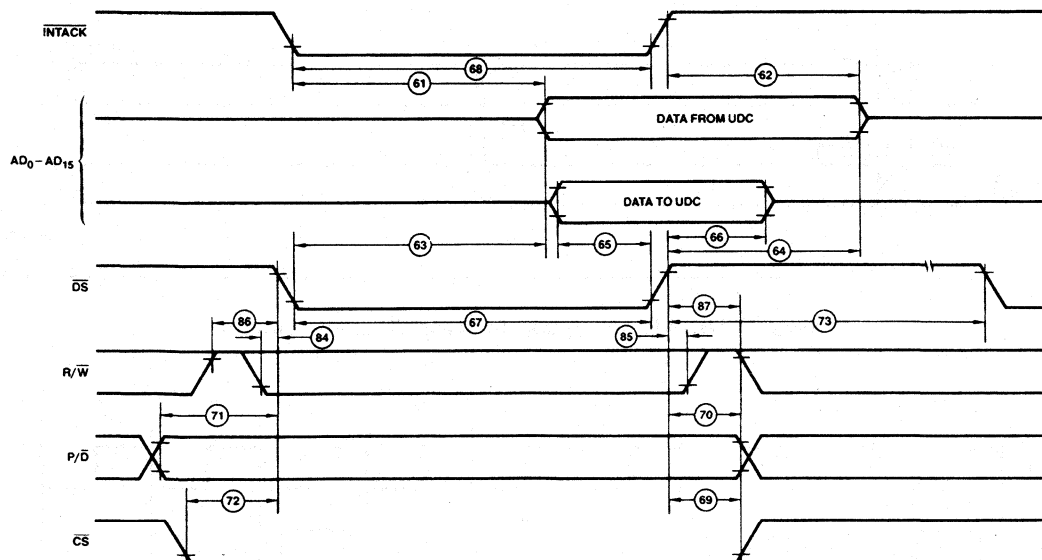 INTACK
68
61
62
DATA FROM UDC
AD0–AD15
DATA TO UDC
63
65
66
64
DS
87
86
67
73
84
85
R/W
71
70
P/D
72
69
CS